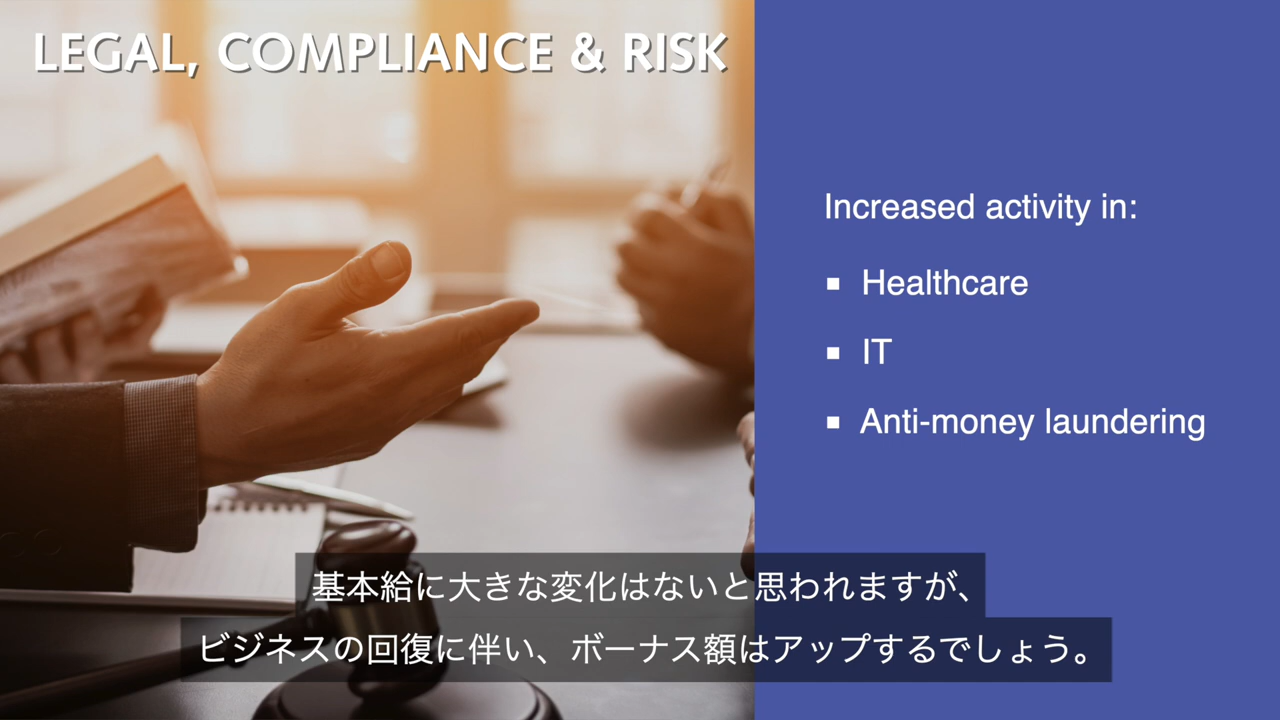 LEGAL, COMPLIANCE & RISK
Increased activity in:
▪ Healthcare
▪ IT
▪ Anti-money laundering
基本給に大きな変化はないと思われますが、
ビジネスの回復に伴い、ボーナス額はアップするでしょう。